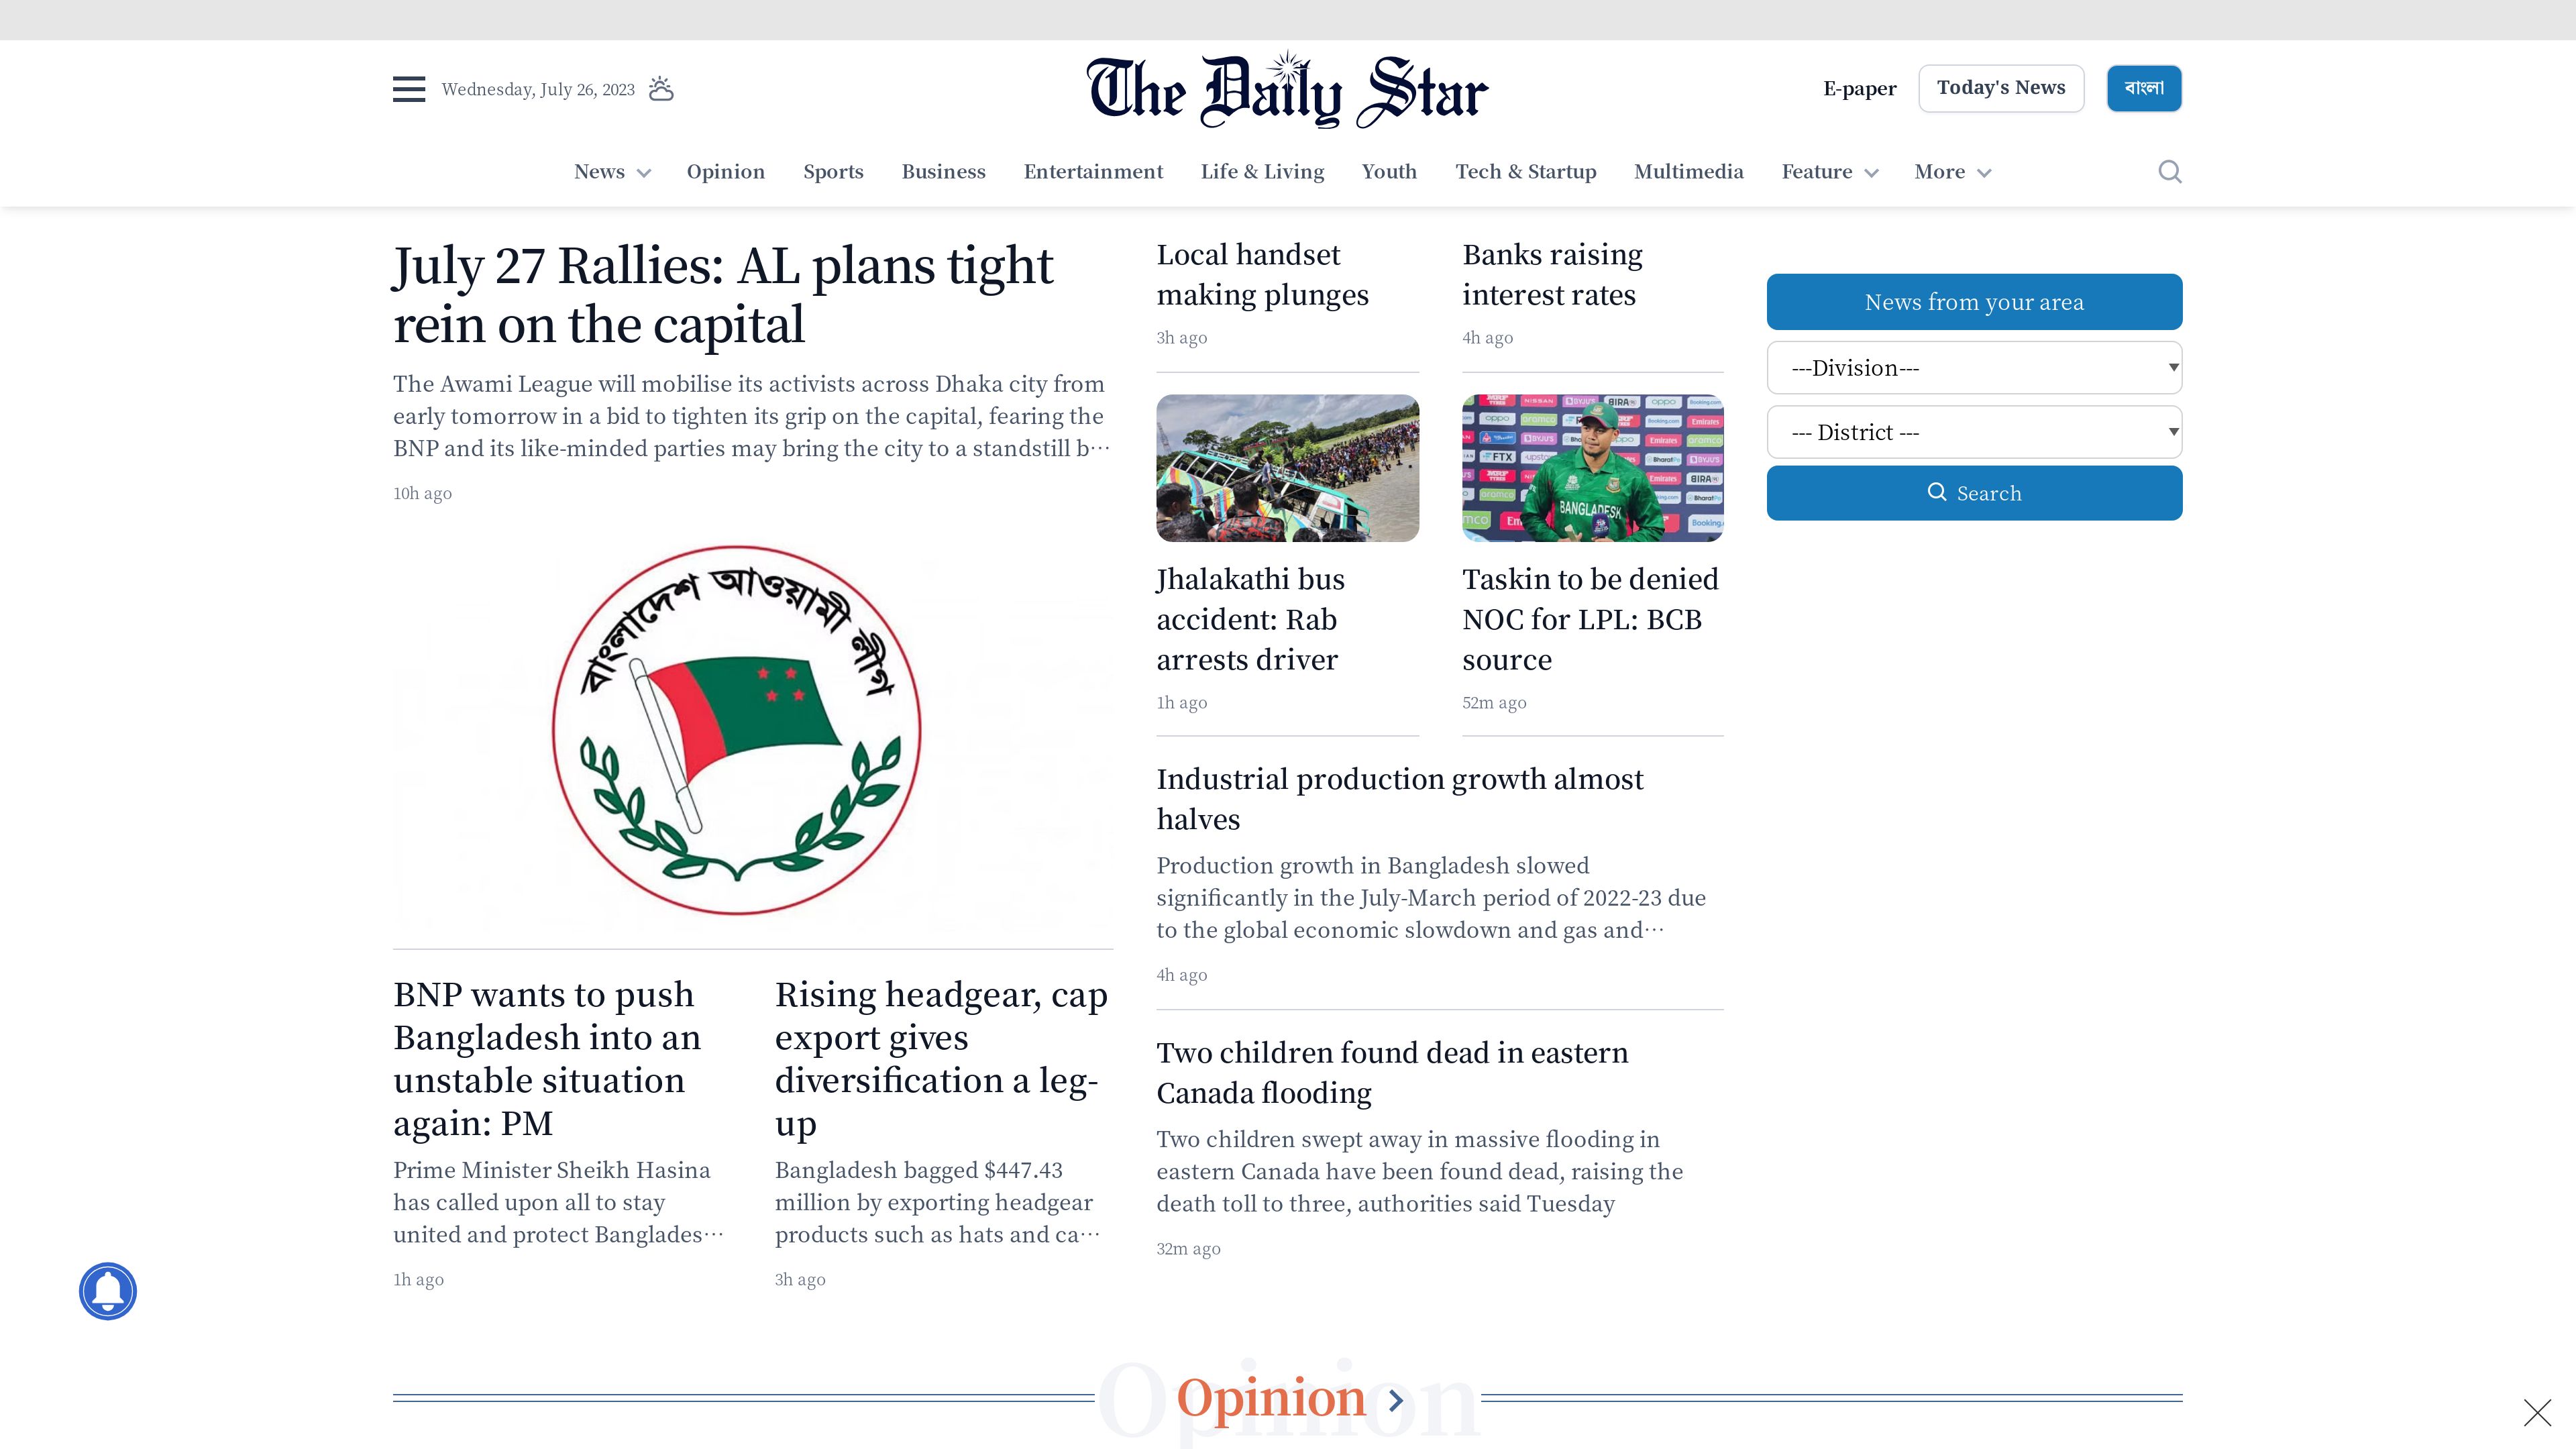 Wednesday, July 26, 2023
The Daily Star
E-paper
Today's News
বাংলা
News
Opinion
Sports
Business
Entertainment
Life & Living
Youth
Tech & Startup
Multimedia
Feature
More
July 27 Rallies: AL plans tight
rein on the capital
The Awami League will mobilise its activists across Dhaka city from
early tomorrow in a bid to tighten its grip on the capital, fearing the
BNP and its like-minded parties may bring the city to a standstill b…
10h ago
বাংলাদেশ আওয়ামী লীগ
BNP wants to push
Bangladesh into an
unstable situation
again: PM
Prime Minister Sheikh Hasina
has called upon all to stay
united and protect Banglades…
1h ago
Rising headgear, cap
export gives
diversification a leg-
up
Bangladesh bagged $447.43
million by exporting headgear
products such as hats and ca…
3h ago
Local handset
making plunges
3h ago
Banks raising
interest rates
4h ago
BANGLADESH
Jhalakathi bus
accident: Rab
arrests driver
1h ago
Taskin to be denied
NOC for LPL: BCB
source
52m ago
Industrial production growth almost
halves
Production growth in Bangladesh slowed
significantly in the July-March period of 2022-23 due
to the global economic slowdown and gas and…
4h ago
Two children found dead in eastern
Canada flooding
Two children swept away in massive flooding in
eastern Canada have been found dead, raising the
death toll to three, authorities said Tuesday
32m ago
News from your area
---Division---
--- District ---
Search
Opinion
Opinion